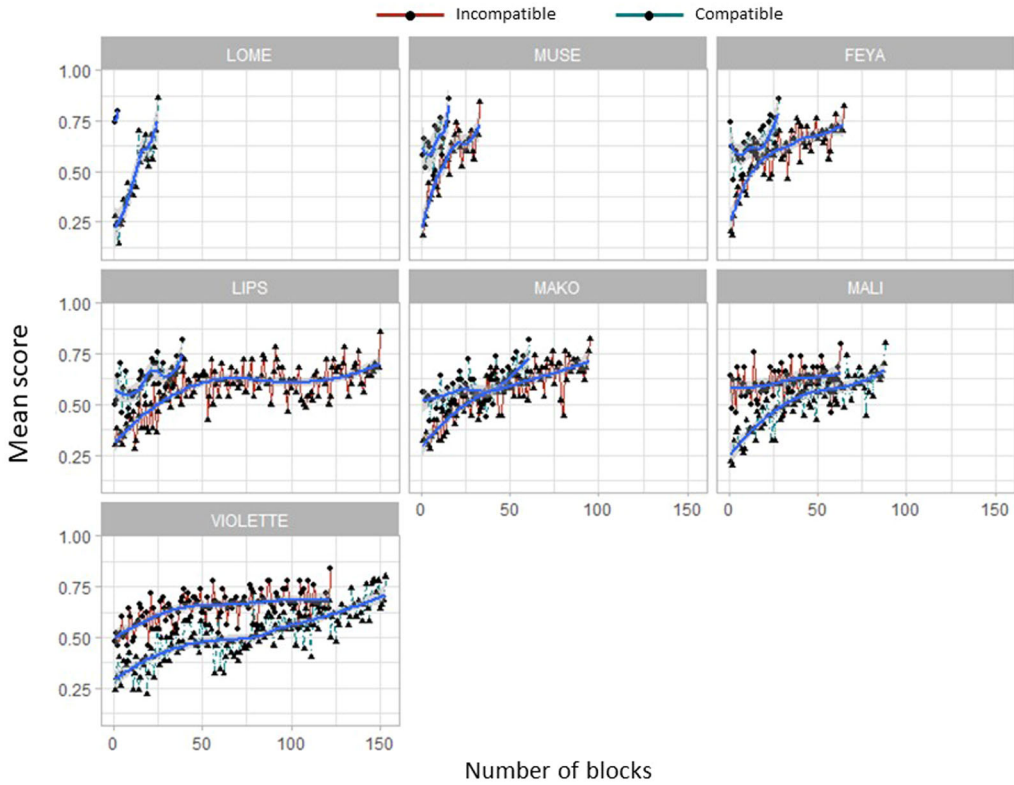 Incompatible Compatible
LOME MUSE FEYA
1.00
0.75
0.50
0.25
LIPS MAKO MALI
1.00
0.75
0.50
0.25
0 50 100 150 0 50 100 150
VIOLETTE
1.00
0.75
0.50
0.25
0 50 100 150
Mean score
Number of blocks